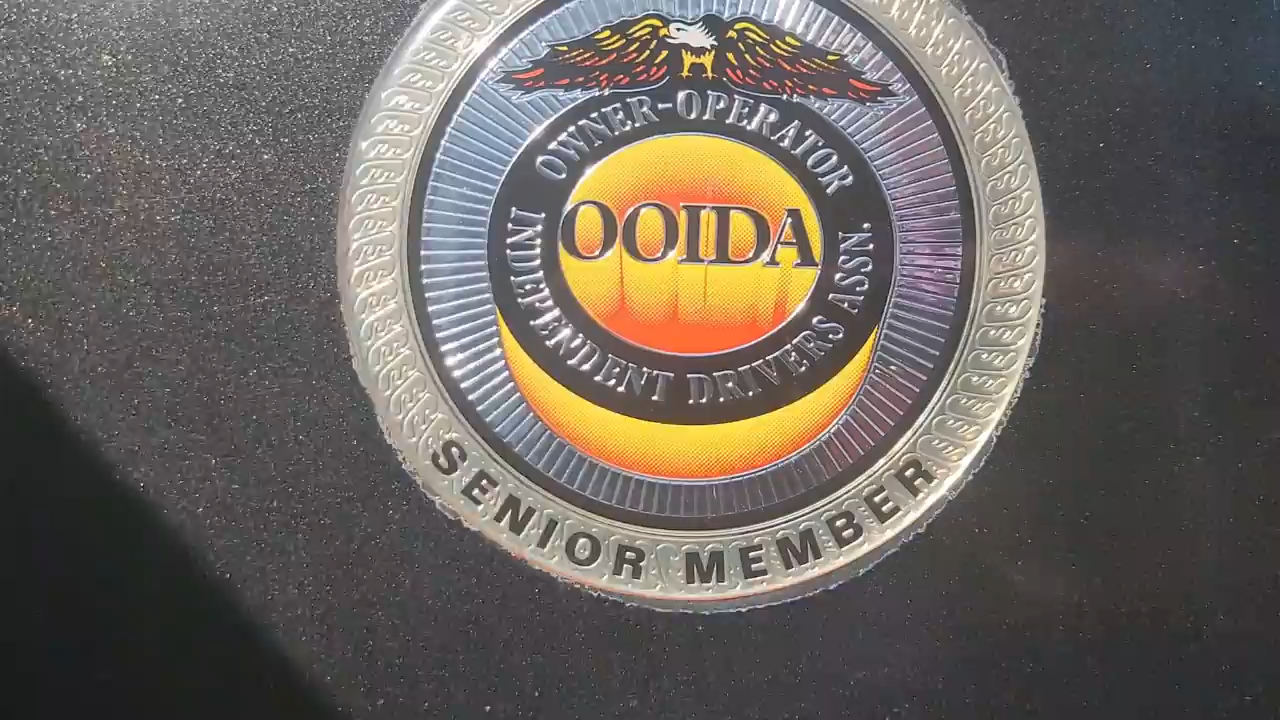 OWNER-OPERATOR
OOIDA
INDEPENDENT DRIVERS ASSN.
SENIOR MEMBER